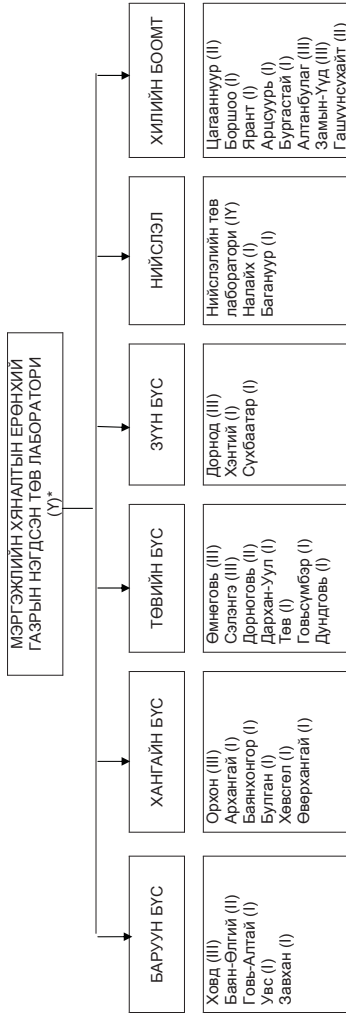 МЭРГЭЖЛИЙН ХЯНАЛТЫН ЕРӨНХИЙ
ГАЗРЫН НЭГДСЭН ТӨВ ЛАБОРАТОРИ
(Y)*
БАРУУН БҮС
Ховд (III)
Баян-Өлгий (II)
Говь-Алтай (I)
Увс (I)
Завхан (I)
ХАНГАЙН БҮС
Орхон (III)
Архангай (I)
Баянхонгор (I)
Булган (I)
Хөвсгөл (I)
Өвөрхангай (I)
ТӨВИЙН БҮС
Өмнөговь (III)
Сэлэнгэ (III)
Дорноговь (II)
Дархан-Уул (I)
Төв (I)
Говьсүмбэр (I)
Дундговь (I)
ЗҮҮН БҮС
Дорнод (III)
Хэнтий (I)
Сүхбаатар (I)
НИЙСЛЭЛ
Нийслэлийн төв
лаборатори (IY)
Налайх (I)
Багануур (I)
ХИЛИЙН БООМТ
Цагааннуур (II)
Боршоо (I)
Ярант (I)
Арцсуурь (I)
Бургастай (I)
Алтанбулаг (III)
Замын-Үүд (III)
Гашуунсухайт (II)